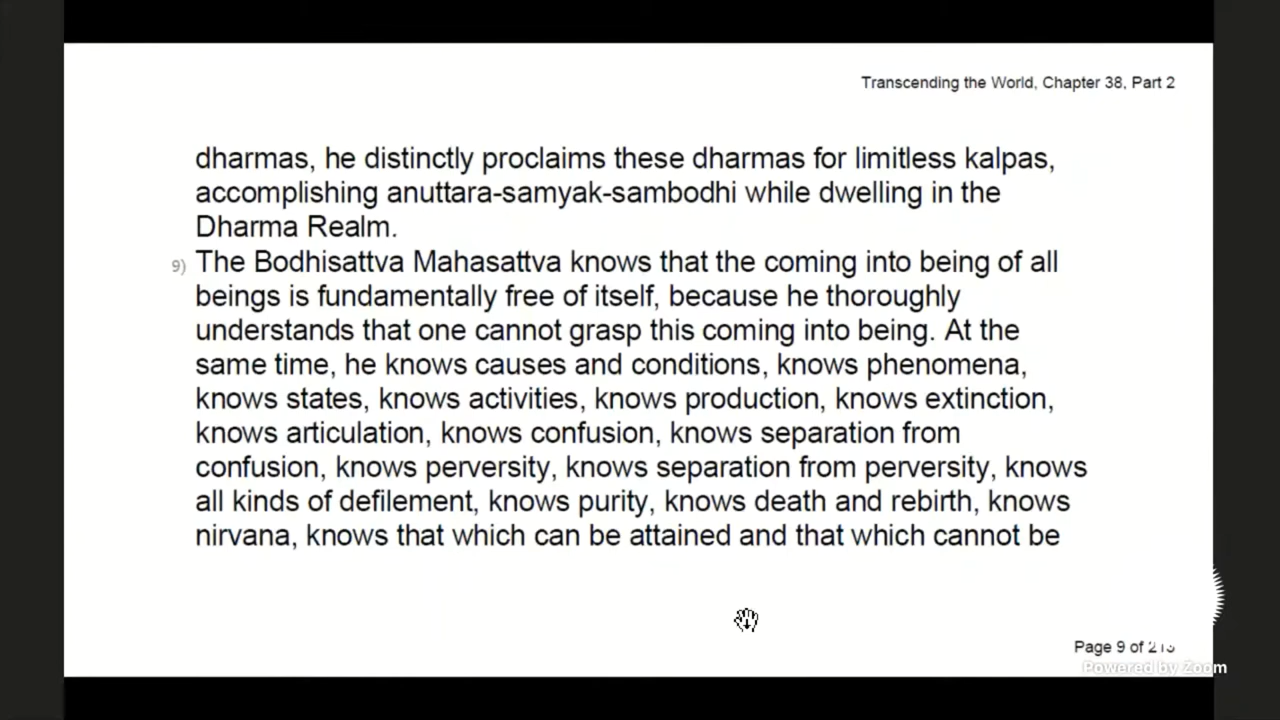 Transcending the World, Chapter 38, Part 2
dharmas, he distinctly proclaims these dharmas for limitless kalpas,
accomplishing anuttara-samyak-sambodhi while dwelling in the
Dharma Realm.
9) The Bodhisattva Mahasattva knows that the coming into being of all
beings is fundamentally free of itself, because he thoroughly
understands that one cannot grasp this coming into being. At the
same time, he knows causes and conditions, knows phenomena,
knows states, knows activities, knows production, knows extinction,
knows articulation, knows confusion, knows separation from
confusion, knows perversity, knows separation from perversity, knows
all kinds of defilement, knows purity, knows death and rebirth, knows
nirvana, knows that which can be attained and that which cannot be
Page 9 of
Powered by Zoom